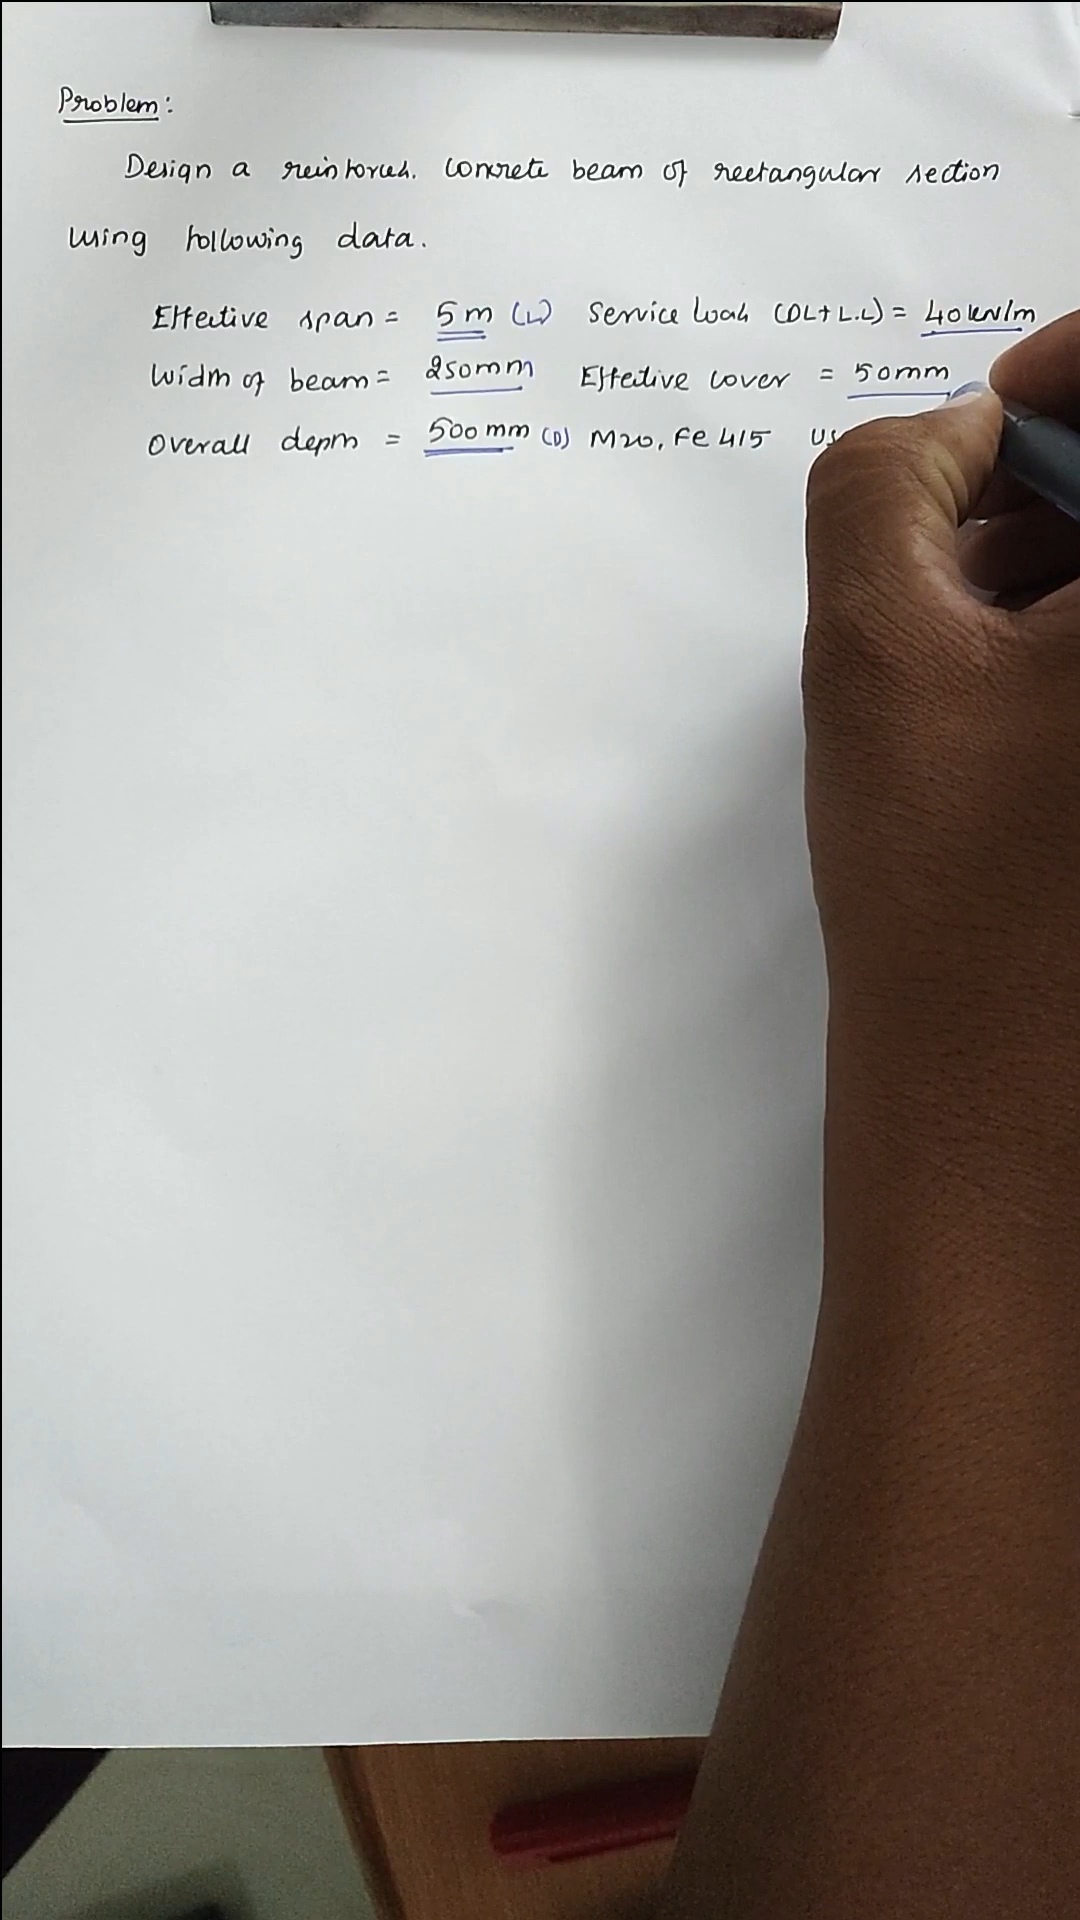 Problem:
Design a reinforced. concrete beam of rectangular section
using following data.
Effective span = 5m (L) Service load (DL+L.L) = 40kN/m
Width of beam = 250mm Effective cover = 50mm
Overall depth = 500mm (D) M20, Fe 415